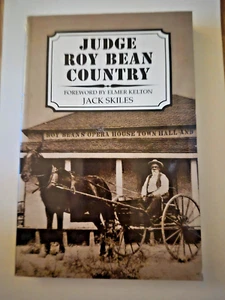 JUDGE
ROY BEAN
COUNTRY
FOREWORD BY ELMER KELTON
JACK SKILES
ROY BEAN'S OPERA HOUSE TOWN HALL AND